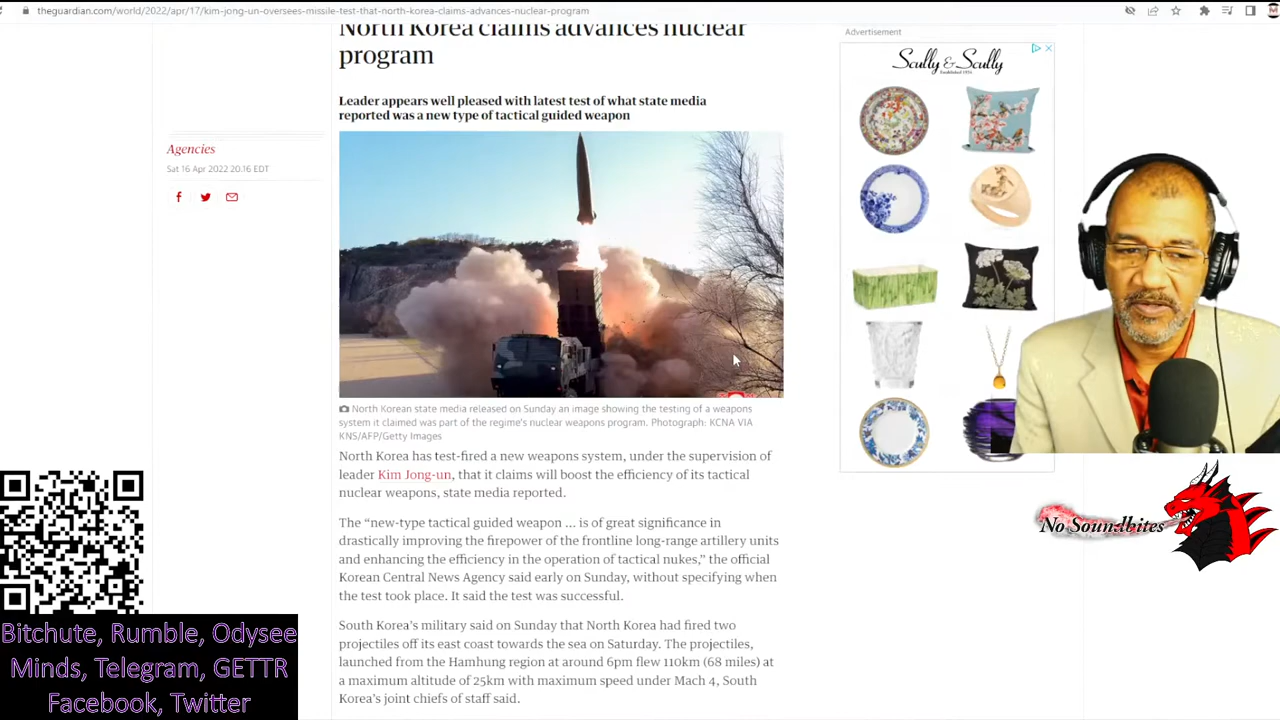 theguardian.com/world/2022/apr/17/kim-jong-un-oversees-missile-test-that-north-korea-claims-advances-nuclear-program
North Korea claims advances nuclear
program
Leader appears well pleased with latest test of what state media
reported was a new type of tactical guided weapon
Agencies
Sat 16 Apr 2022 20.16 EDT
North Korean state media released on Sunday an image showing the testing of a weapons
system it claimed was part of the regime's nuclear weapons program. Photograph: KCNA VIA
KNS/AFP/Getty Images
North Korea has test-fired a new weapons system, under the supervision of
leader Kim Jong-un, that it claims will boost the efficiency of its tactical
nuclear weapons, state media reported.
The “new-type tactical guided weapon ... is of great significance in
drastically improving the firepower of the frontline long-range artillery units
and enhancing the efficiency in the operation of tactical nukes,” the official
Korean Central News Agency said early on Sunday, without specifying when
the test took place. It said the test was successful.
South Korea's military said on Sunday that North Korea had fired two
projectiles off its east coast towards the sea on Saturday. The projectiles,
launched from the Hamhung region at around 6pm flew 110km (68 miles) at
a maximum altitude of 25km with maximum speed under Mach 4, South
Korea's joint chiefs of staff said.
Advertisement
Scully & Scully
Established 1934
No Soundbites
Bitchute, Rumble, Odysee
Minds, Telegram, GETTR
Facebook, Twitter